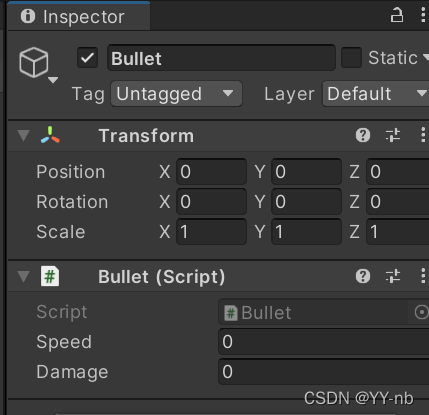 Inspector
Bullet Static
Tag Untagged Layer Default
Transform
Position X 0 Y 0 Z 0
Rotation X 0 Y 0 Z 0
Scale X 1 Y 1 Z 1
# Bullet (Script)
Script # Bullet
Speed 0
Damage 0
CSDN @YY-nb